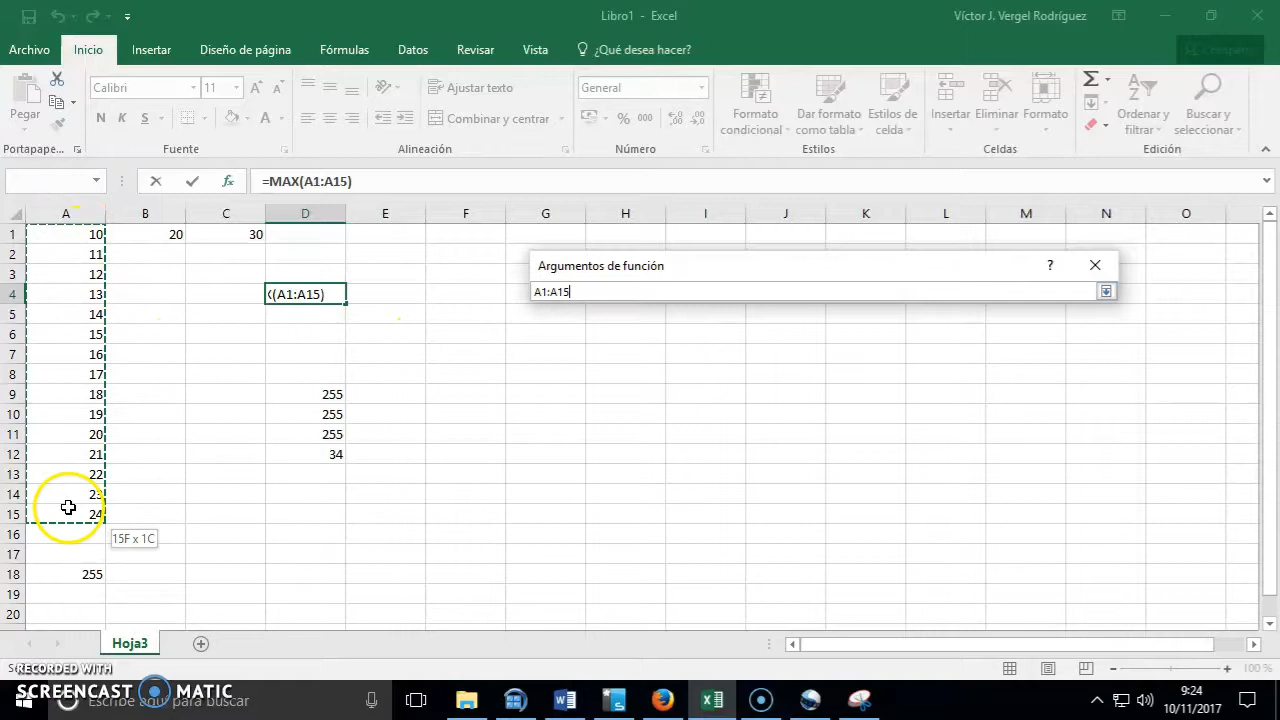 Libro1 - Excel
Víctor J. Vergel Rodríguez
Archivo Inicio Insertar Diseño de página Fórmulas Datos Revisar Vista ¿Qué desea hacer?
Pegar
Calibri 11
N K S
A A
A
Ajustar texto
Combinar y centrar
General
% 000
Formato condicional
Dar formato como tabla
Estilos de celda
Insertar Eliminar Formato
Ordenar y filtrar
Buscar y seleccionar
Portapape... Fuente Alineación Número Estilos Celdas Edición
fx =MAX(A1:A15)
A B C D E F G H I J K L M N O
1 10 20 30
2 11
3 12
4 13 (A1:A15)
5 14
6 15
7 16
8 17
9 18 255
10 19 255
11 20 255
12 21 34
13 22
14 23
15 24
16
17
18 255
19
20
15F x 1C
Argumentos de función ?
A1:A15
Hoja3
100 %
RECORDED WITH
SCREENCAST MATIC
Escribe aquí para buscar
9:24
10/11/2017